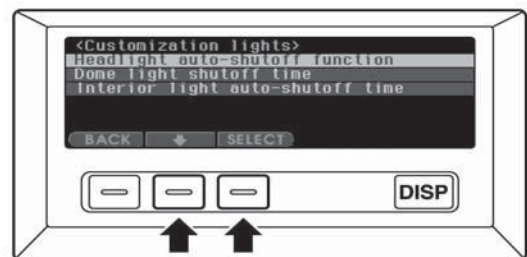 <Customization lights>
Headlight auto-shutoff function
Dome light shutoff time
Interior light auto-shutoff time
BACK SELECT
DISP